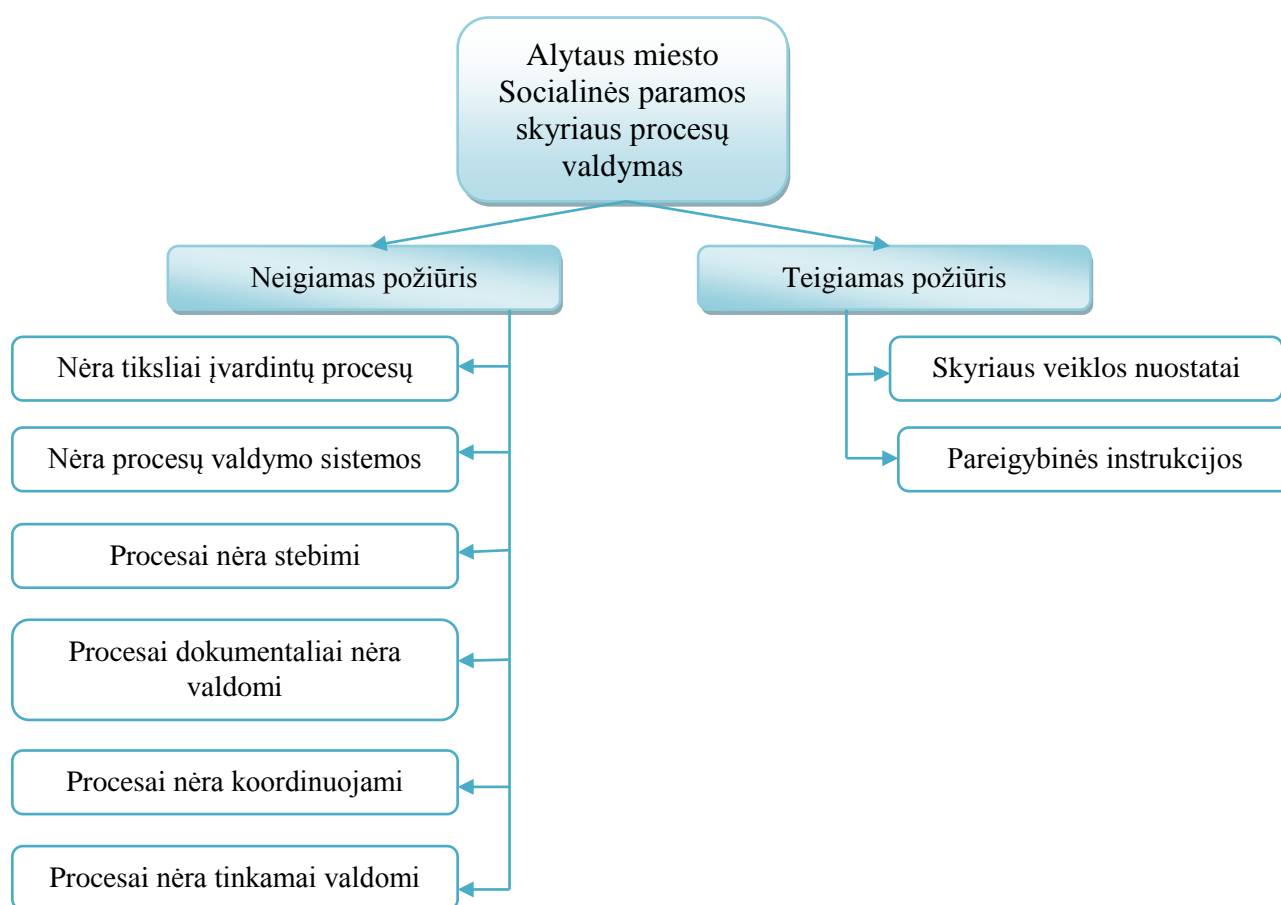 Alytaus miesto
Socialinės paramos
skyriaus procesų
valdymas
Neigiamas požiūris
Teigiamas požiūris
Nėra tiksliai įvardintų procesų
Nėra procesų valdymo sistemos
Procesai nėra stebimi
Procesai dokumentaliai nėra
valdomi
Procesai nėra koordinuojami
Procesai nėra tinkamai valdomi
Skyriaus veiklos nuostatai
Pareigybinės instrukcijos